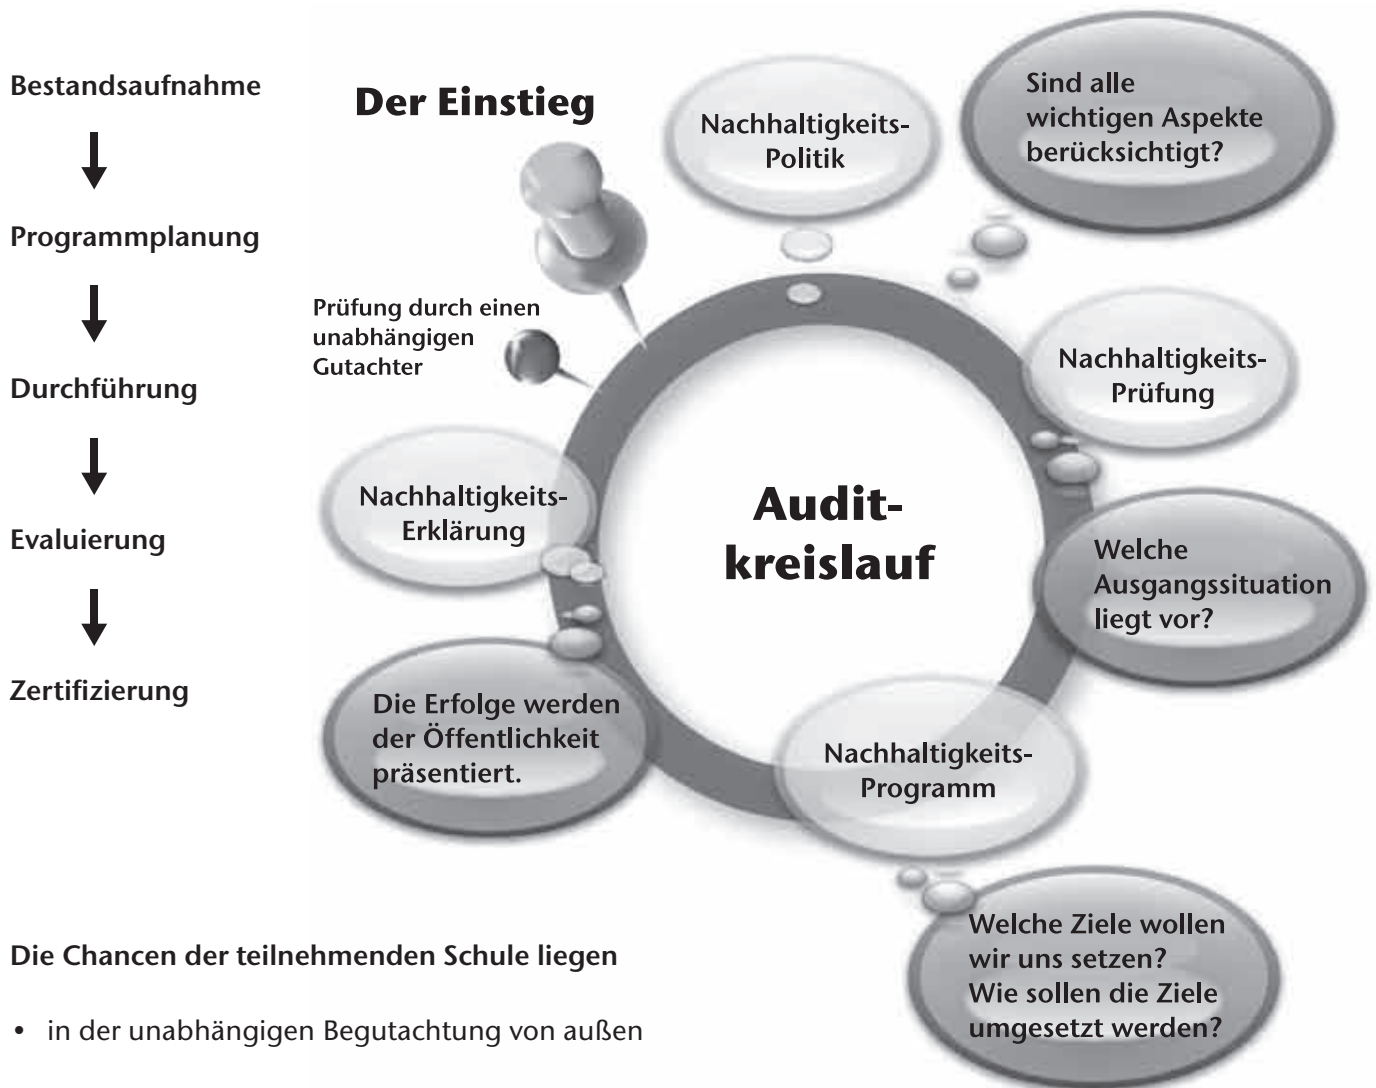 Bestandsaufnahme
Programmplanung
Durchführung
Evaluierung
Zertifizierung
Der Einstieg
Prüfung durch einen
unabhängigen
Gutachter
Nachhaltigkeits-
Politik
Sind alle
wichtigen Aspekte
berücksichtigt?
Nachhaltigkeits-
Prüfung
Welche
Ausgangssituation
liegt vor?
Audit-
kreislauf
Nachhaltigkeits-
Programm
Welche Ziele wollen
wir uns setzen?
Wie sollen die Ziele
umgesetzt werden?
Nachhaltigkeits-
Erklärung
Die Erfolge werden
der Öffentlichkeit
präsentiert.
Die Chancen der teilnehmenden Schule liegen
• in der unabhängigen Begutachtung von außen